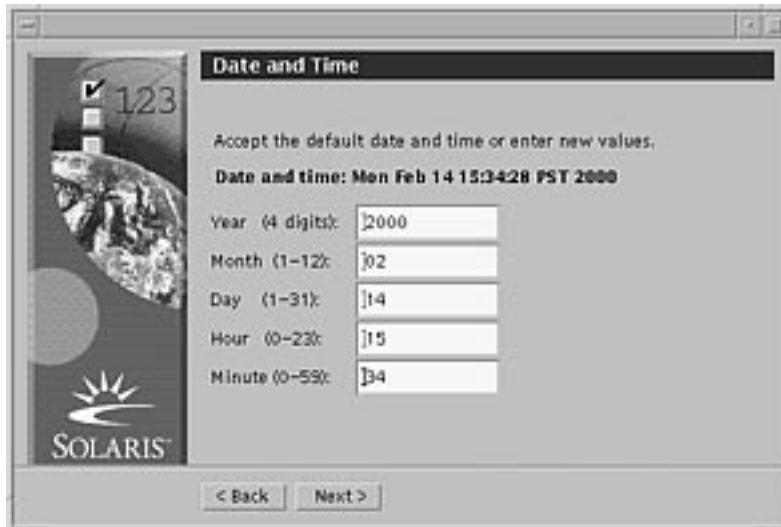 Date and Time
123
Accept the default date and time or enter new values.
Date and time: Mon Feb 14 15:34:28 PST 2000
Year (4 digits): 2000
Month (1-12): 02
Day (1-31): 14
Hour (0-23): 15
Minute (0-59): 34
SOLARIS™
< Back Next >